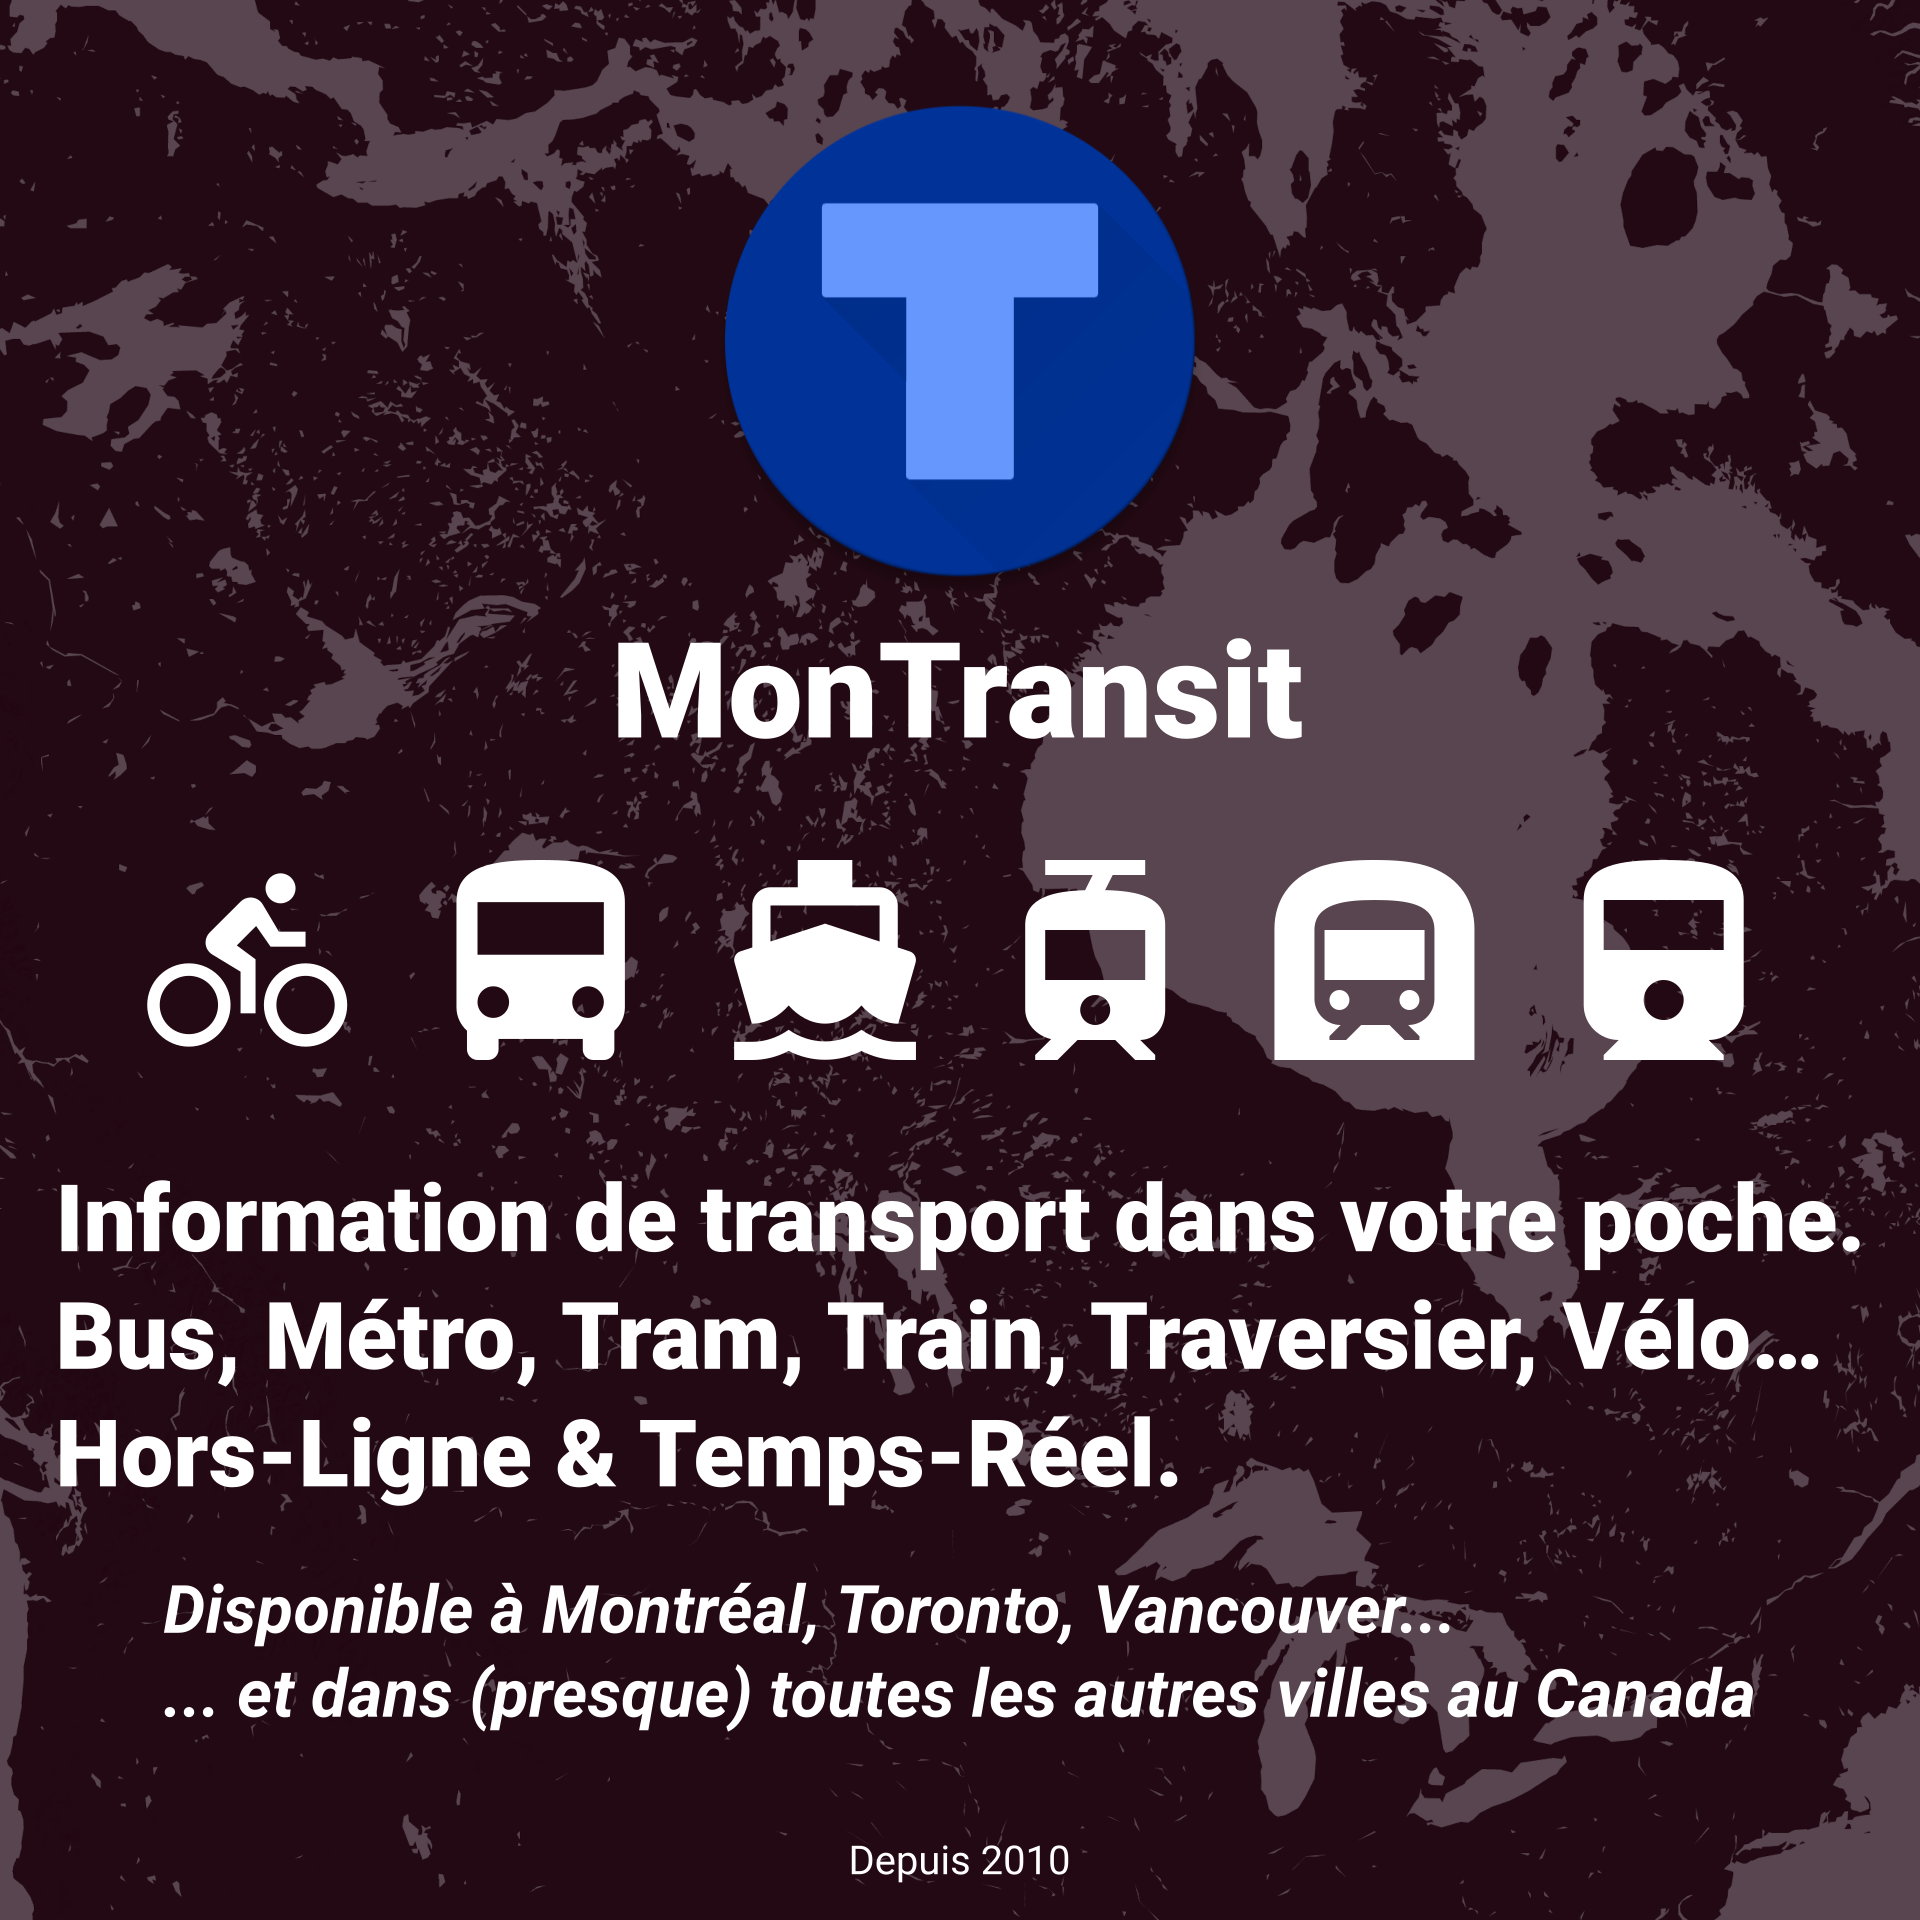 T
MonTransit
Information de transport dans votre poche.
Bus, Métro, Tram, Train, Traversier, Vélo…
Hors-Ligne & Temps-Réel.
Disponible à Montréal, Toronto, Vancouver...
... et dans (presque) toutes les autres villes au Canada
Depuis 2010